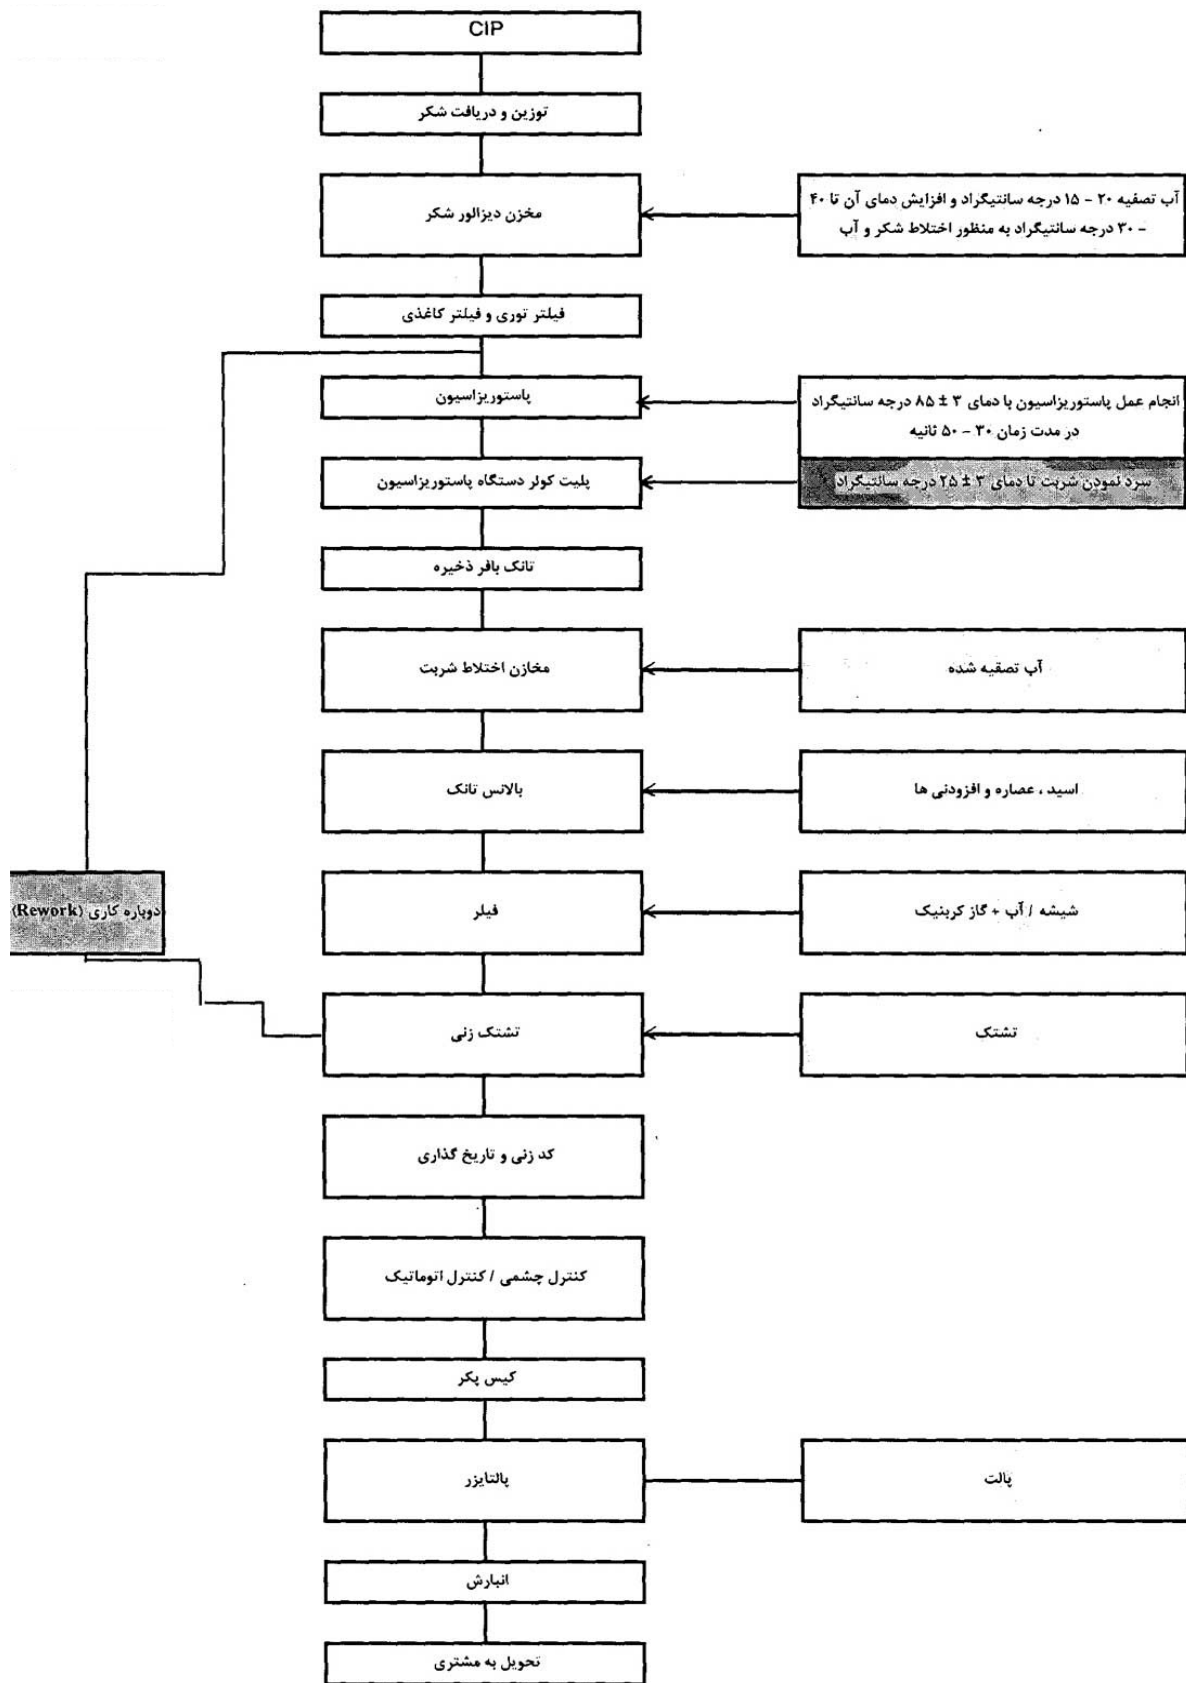 CIP
توزین و دریافت شکر
مخزن دیزالور شکر
آب تصفیه ۲۰ - ۱۵ درجه سانتیگراد و افزایش دمای آن تا ۴۰
- ۳۰ درجه سانتیگراد به منظور اختلاط شکر و آب
فیلتر توری و فیلتر کاغذی
پاستوریزاسیون
انجام عمل پاستوریزاسیون با دمای ۳ ± ۸۵ درجه سانتیگراد
در مدت زمان ۳۰ - ۵۰ ثانیه
پلیت کولر دستگاه پاستوریزاسیون
سرد نمودن شربت تا دمای ۳ ± ۲۵ درجه سانتیگراد
تانک بافر ذخیره
مخازن اختلاط شربت
آب تصفیه شده
بالانس تانک
اسید ، عصاره و افزودنی ها
دوباره کاری (Rework)
فیلر
شیشه / آب + گاز کربنیک
تشتک زنی
تشتک
کد زنی و تاریخ گذاری
کنترل چشمی / کنترل اتوماتیک
کیس پکر
پالتایزر
پالت
انبارش
تحویل به مشتری